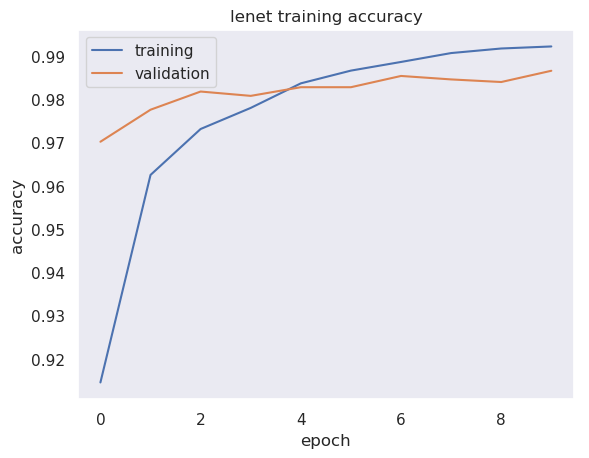 lenet training accuracy
training
validation
0.99
0.98
0.97
0.96
0.95
0.94
0.93
0.92
accuracy
0 2 4 6 8
epoch